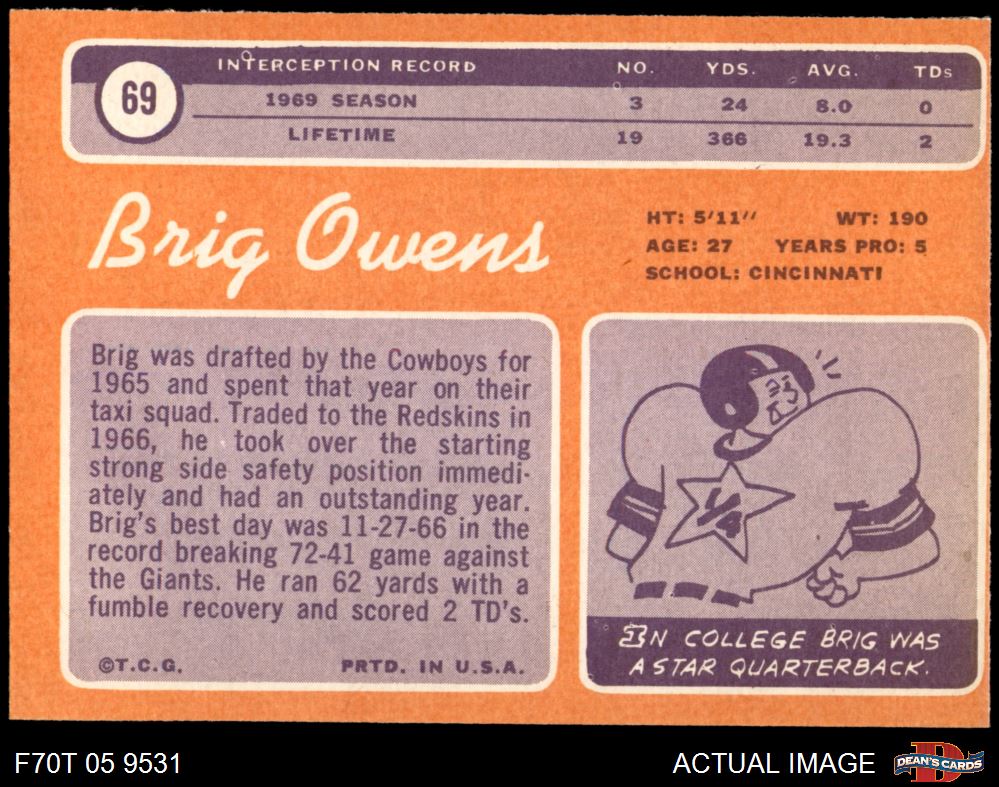 69
INTERCEPTION RECORD NO. YDS. AVG. TDs
1969 SEASON 3 24 8.0 0
LIFETIME 19 366 19.3 2
Brig Owens
HT: 5'11" WT: 190
AGE: 27 YEARS PRO: 5
SCHOOL: CINCINNATI
Brig was drafted by the Cowboys for
1965 and spent that year on their
taxi squad. Traded to the Redskins in
1966, he took over the starting
strong side safety position immedi-
ately and had an outstanding year.
Brig's best day was 11-27-66 in the
record breaking 72-41 game against
the Giants. He ran 62 yards with a
fumble recovery and scored 2 TD's.
©T.C.G. PRTD. IN U.S.A.
1/4
IN COLLEGE BRIG WAS
A STAR QUARTERBACK.
F70T 05 9531
ACTUAL IMAGE
D
DEAN'S CARDS